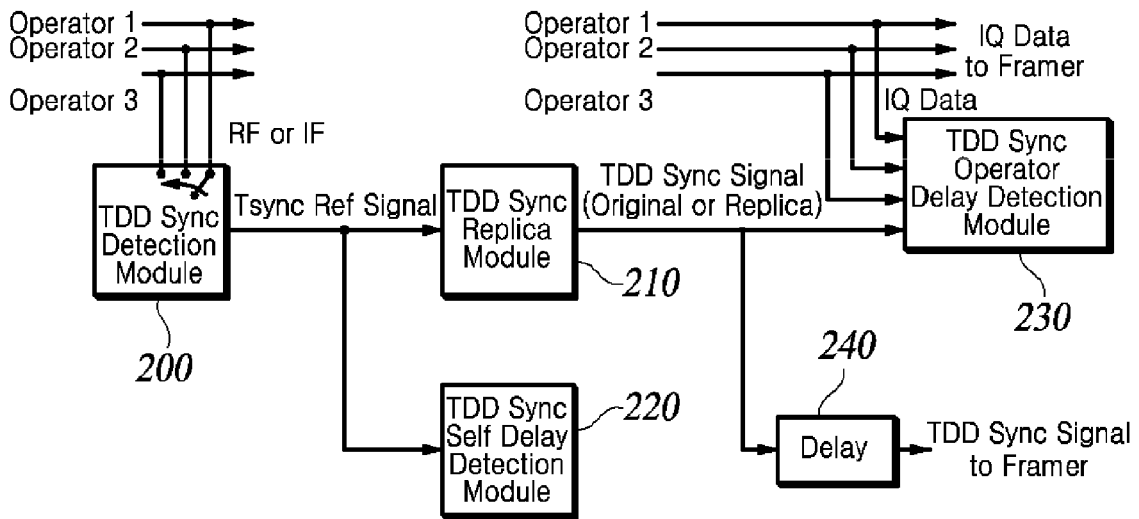 Operator 1
Operator 2
Operator 3
RF or IF
TDD Sync
Detection
Module
200
Tsync Ref Signal
TDD Sync
Replica
Module
210
TDD Sync
Self Delay
Detection
Module
220
Operator 1
Operator 2
Operator 3
IQ Data
to Framer
IQ Data
TDD Sync Signal
(Original or Replica)
TDD Sync
Operator
Delay Detection
Module
230
240
Delay
TDD Sync Signal
to Framer